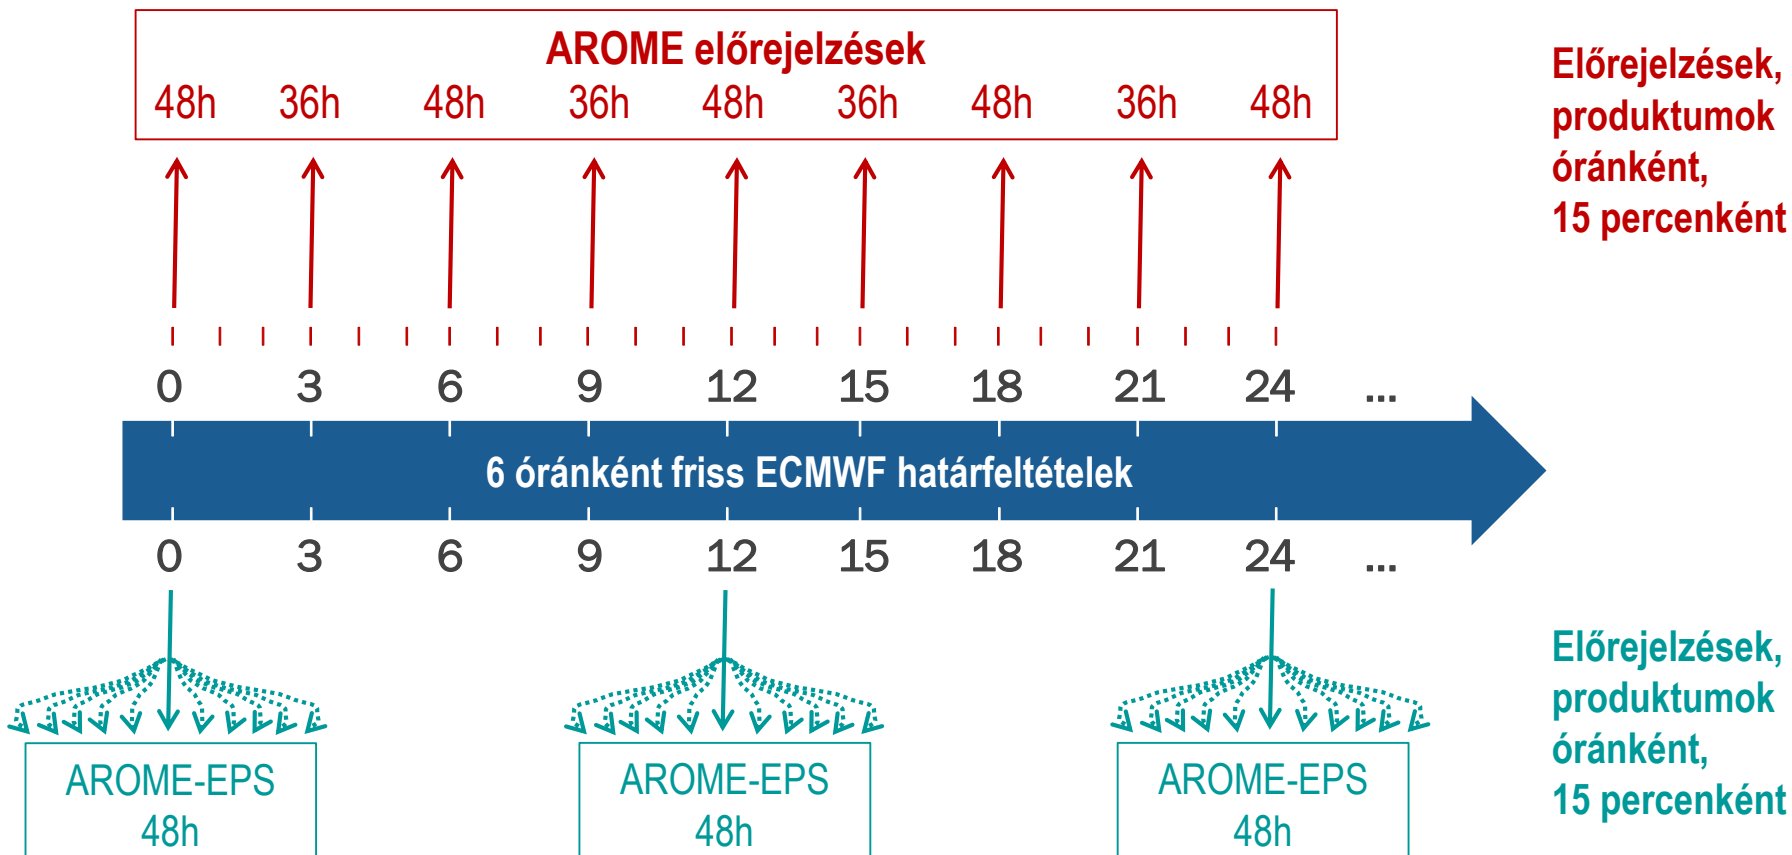 AROME előrejelzések
48h 36h 48h 36h 48h 36h 48h 36h 48h
Előrejelzések,
produktumok
óránként,
15 percenként
0 3 6 9 12 15 18 21 24 ...
6 óránként friss ECMWF határfeltételek
0 3 6 9 12 15 18 21 24 ...
AROME-EPS
48h
AROME-EPS
48h
AROME-EPS
48h
Előrejelzések,
produktumok
óránként,
15 percenként